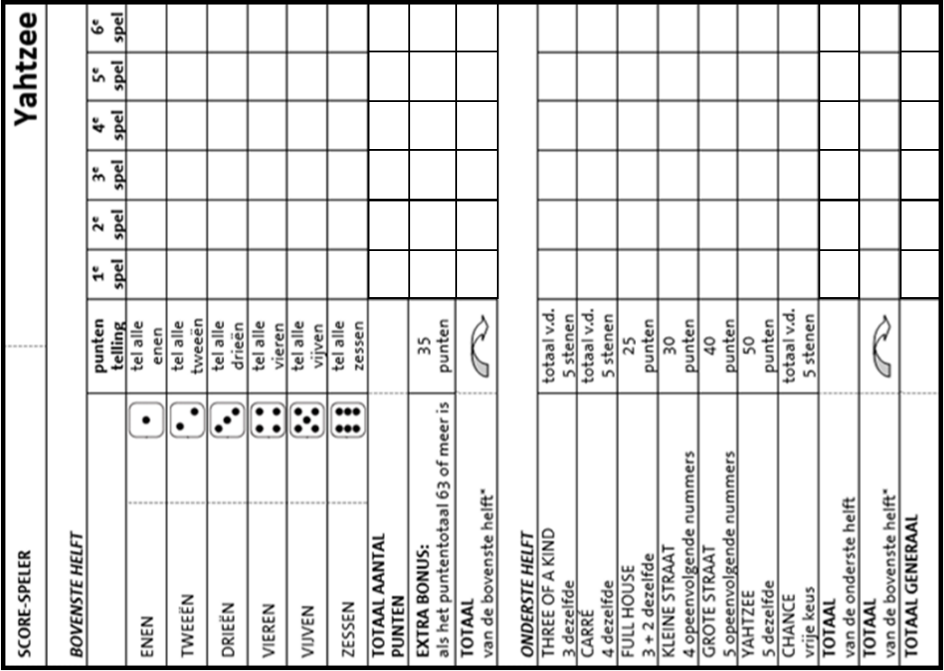 SCORE-SPELER
Yahtzee
BOVENSTE HELFT
punten
telling
1e
spel
2e
spel
3e
spel
4e
spel
5e
spel
6e
spel
ENEN
tel alle
enen
TWEEËN
tel alle
tweeën
DRIEËN
tel alle
drieën
VIEREN
tel alle
vieren
VIJVEN
tel alle
vijven
ZESSEN
tel alle
zessen
TOTAAL AANTAL
PUNTEN
EXTRA BONUS:
als het puntentotaal 63 of meer is
35
punten
TOTAAL
van de bovenste helft*
ONDERSTE HELFT
THREE OF A KIND
3 dezelfde
totaal v.d.
5 stenen
CARRÉ
4 dezelfde
totaal v.d.
5 stenen
FULL HOUSE
3 + 2 dezelfde
25
punten
KLEINE STRAAT
4 opeenvolgende nummers
30
punten
GROTE STRAAT
5 opeenvolgende nummers
40
punten
YAHTZEE
5 dezelfde
50
punten
CHANCE
vrije keus
totaal v.d.
5 stenen
TOTAAL
van de onderste helft
TOTAAL
van de bovenste helft*
TOTAAL GENERAAL